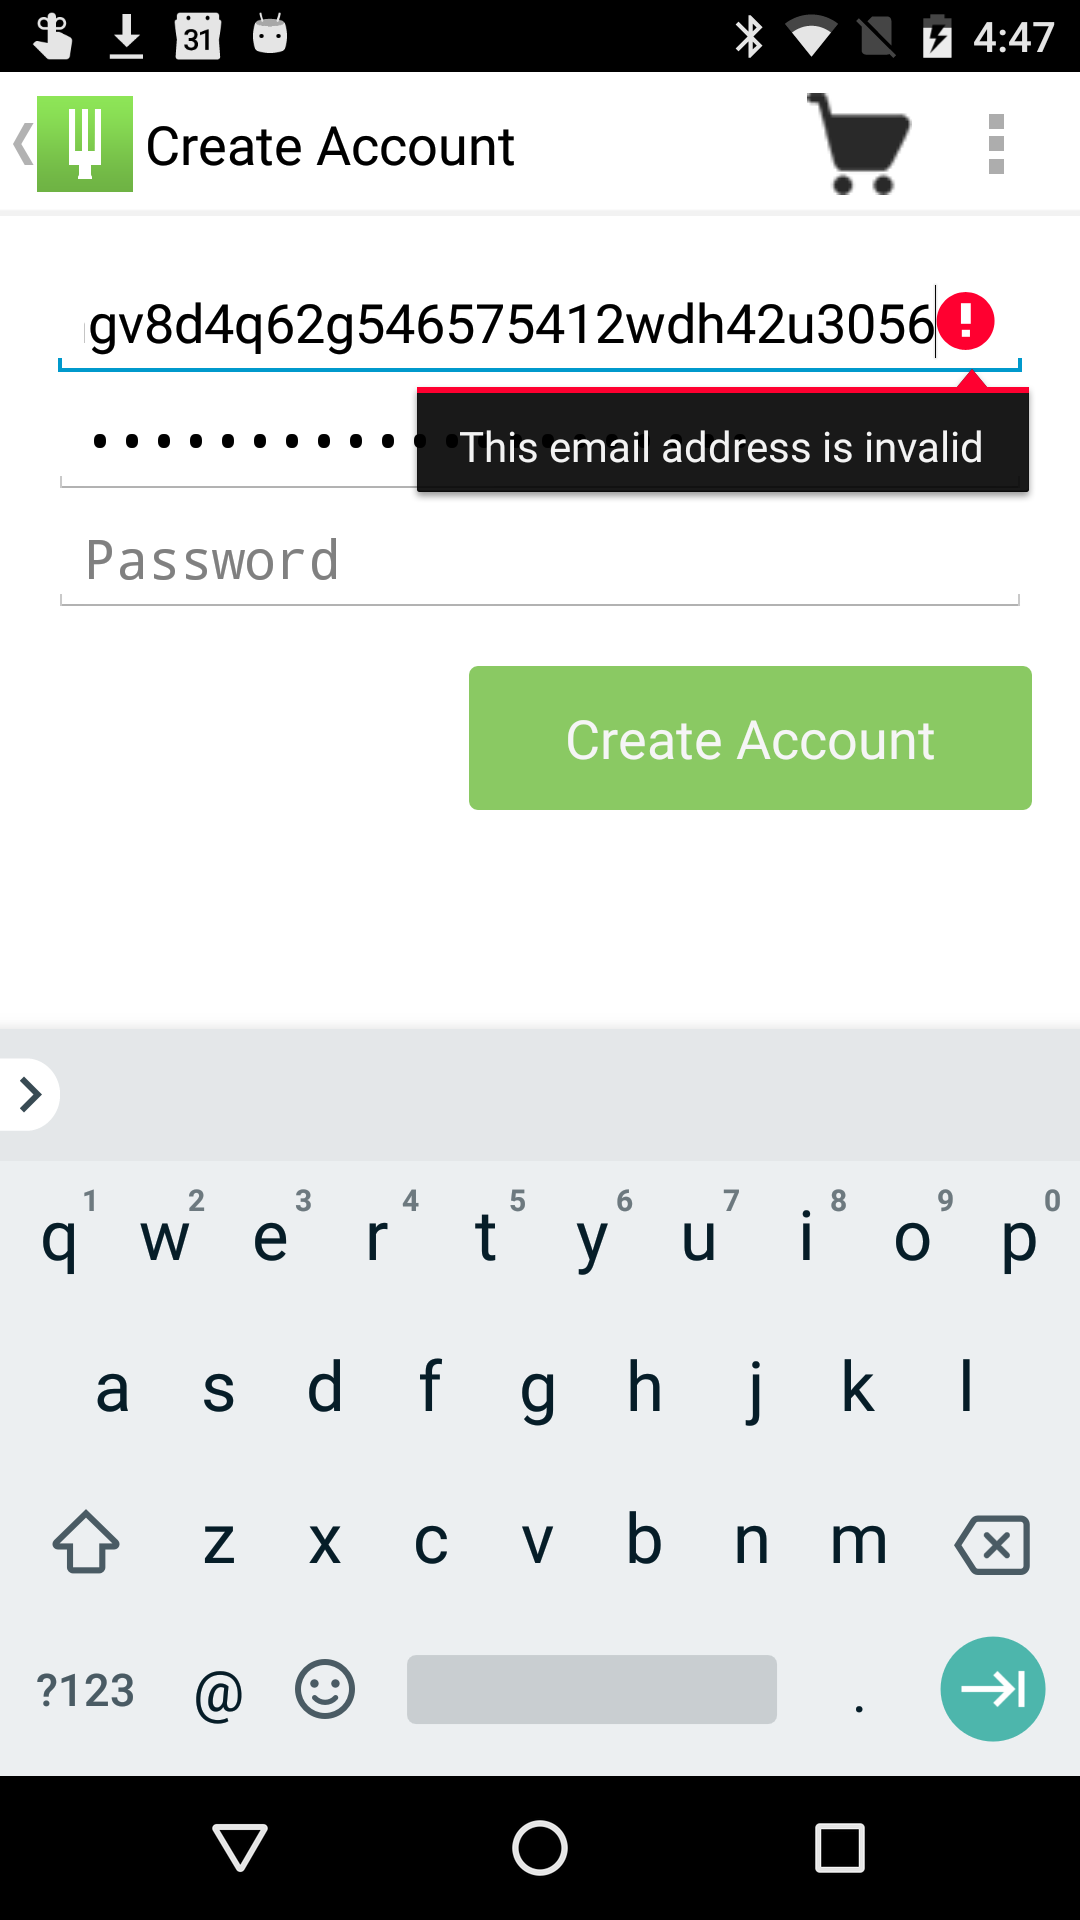 31
4:47
Create Account
gv8d4q62g546575412wdh42u3056
This email address is invalid
Password
Create Account
1 2 3 4 5 6 7 8 9 0
q w e r t y u i o p
a s d f g h j k l
z x c v b n m
?123 @ .